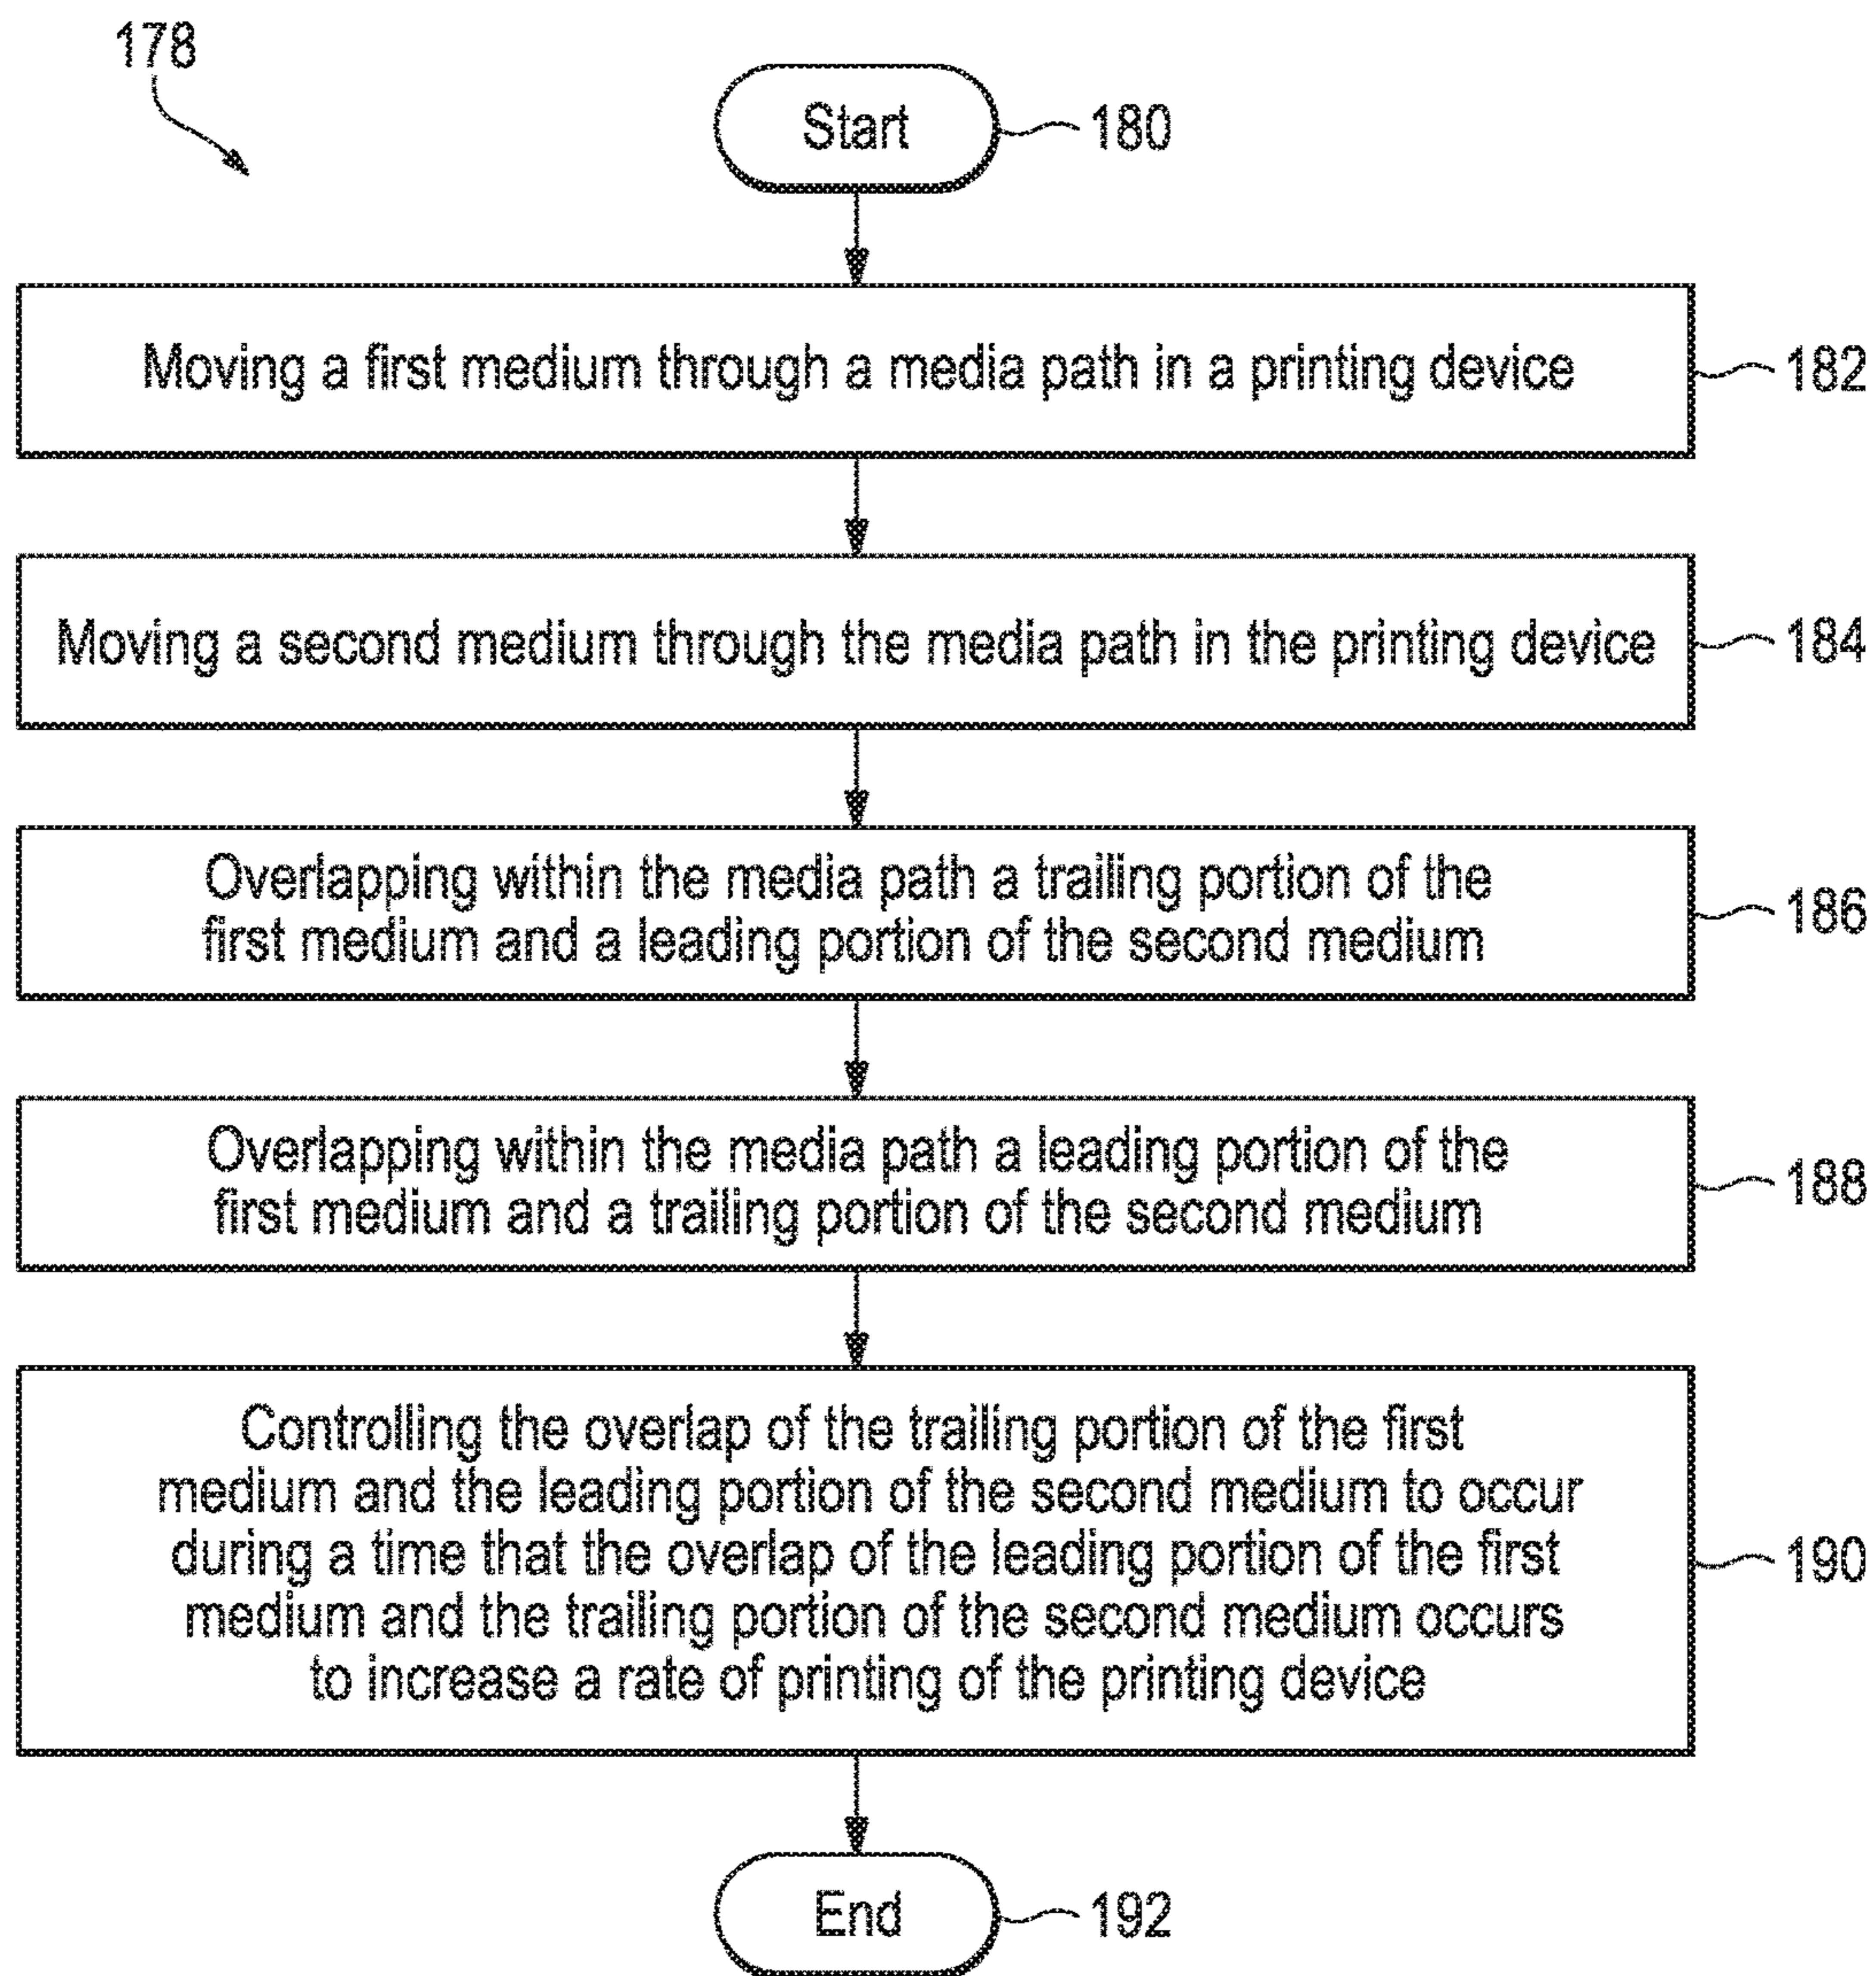 178
Start
180
Moving a first medium through a media path in a printing device
182
Moving a second medium through the media path in the printing device
184
Overlapping within the media path a trailing portion of the
first medium and a leading portion of the second medium
186
Overlapping within the media path a leading portion of the
first medium and a trailing portion of the second medium
188
Controlling the overlap of the trailing portion of the first
medium and the leading portion of the second medium to occur
during a time that the overlap of the leading portion of the first
medium and the trailing portion of the second medium occurs
to increase a rate of printing of the printing device
190
End
192